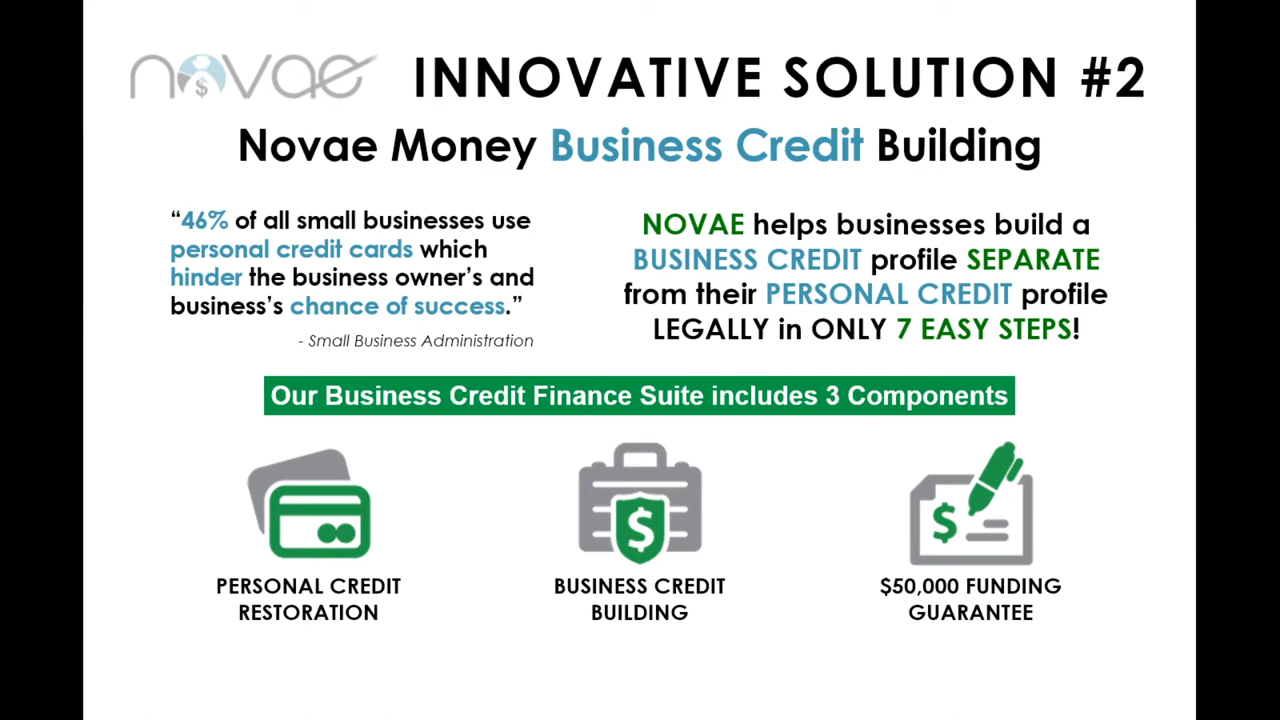 novae INNOVATIVE SOLUTION #2
Novae Money Business Credit Building
“46% of all small businesses use
personal credit cards which
hinder the business owner’s and
business’s chance of success.”
- Small Business Administration
NOVAE helps businesses build a
BUSINESS CREDIT profile SEPARATE
from their PERSONAL CREDIT profile
LEGALLY in ONLY 7 EASY STEPS!
Our Business Credit Finance Suite includes 3 Components
$
$
PERSONAL CREDIT
RESTORATION
BUSINESS CREDIT
BUILDING
$50,000 FUNDING
GUARANTEE